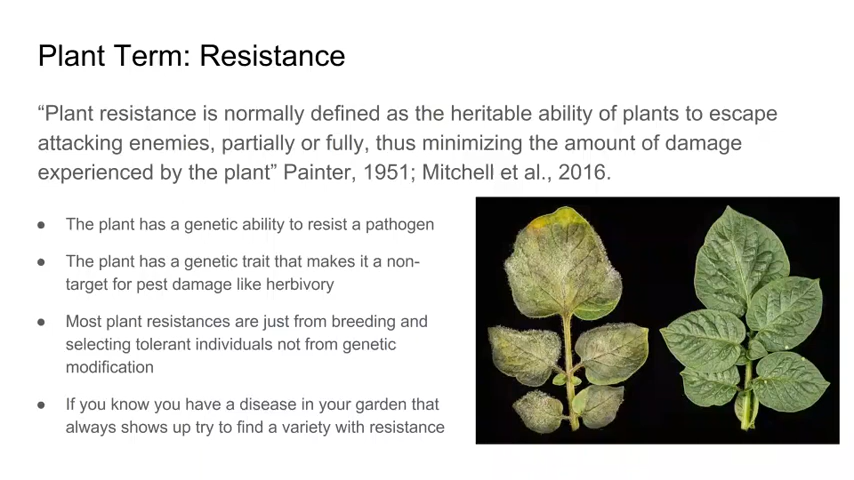 Plant Term: Resistance
“Plant resistance is normally defined as the heritable ability of plants to escape
attacking enemies, partially or fully, thus minimizing the amount of damage
experienced by the plant” Painter, 1951; Mitchell et al., 2016.
● The plant has a genetic ability to resist a pathogen
● The plant has a genetic trait that makes it a non-
target for pest damage like herbivory
● Most plant resistances are just from breeding and
selecting tolerant individuals not from genetic
modification
● If you know you have a disease in your garden that
always shows up try to find a variety with resistance